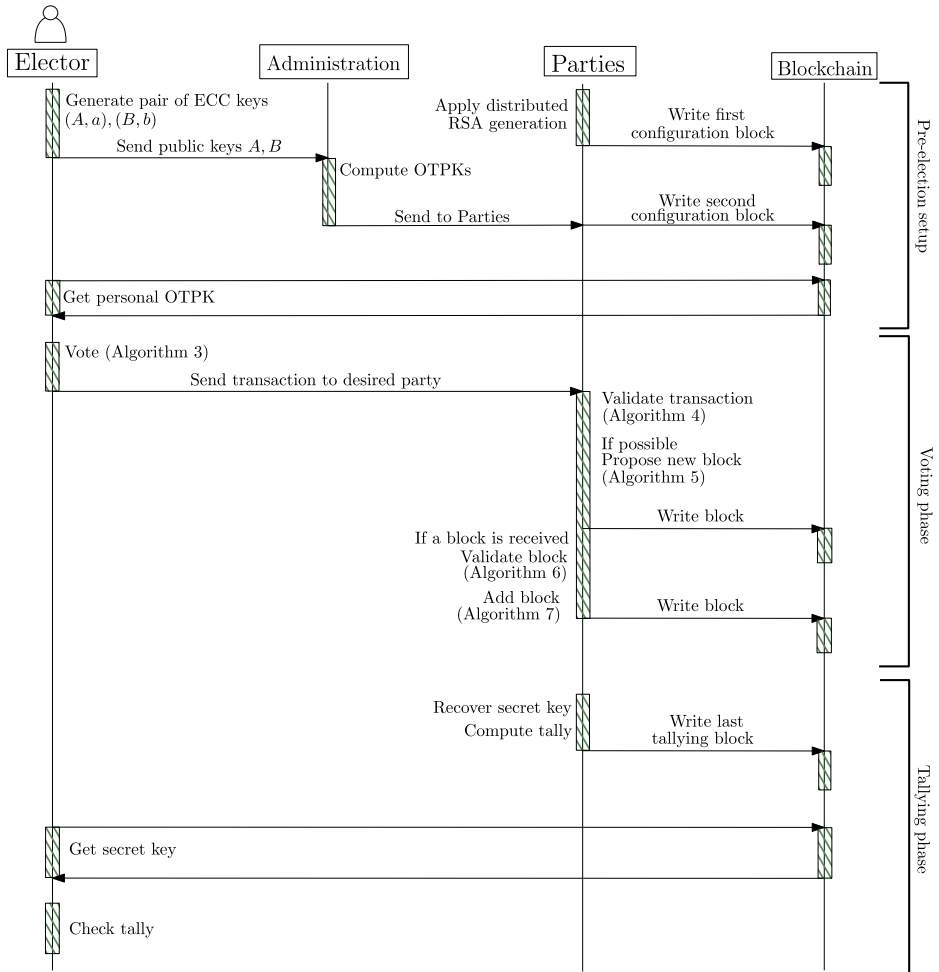 Elector
Administration
Parties
Blockchain
Generate pair of ECC keys
(A, a), (B, b)
Apply distributed
RSA generation
Write first
configuration block
Send public keys A, B
Compute OTPKs
Send to Parties
Write second
configuration block
Get personal OTPK
Pre-election setup
Vote (Algorithm 3)
Send transaction to desired party
Validate transaction
(Algorithm 4)
If possible
Propose new block
(Algorithm 5)
Write block
If a block is received
Validate block
(Algorithm 6)
Add block
(Algorithm 7)
Write block
Voting phase
Recover secret key
Compute tally
Write last
tallying block
Get secret key
Check tally
Tallying phase